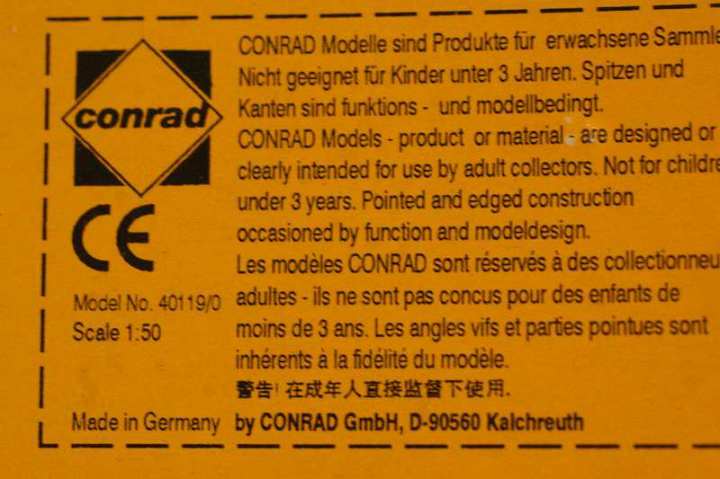 conrad
CE
Model No. 40119/0
Scale 1:50
Made in Germany
CONRAD Modelle sind Produkte für erwachsene Sammle
Nicht geeignet für Kinder unter 3 Jahren. Spitzen und
Kanten sind funktions - und modellbedingt.
CONRAD Models - product or material - are designed or
clearly intended for use by adult collectors. Not for childre
under 3 years. Pointed and edged construction
occasioned by function and modeldesign.
Les modèles CONRAD sont réservés à des collectionneu
adultes - ils ne sont pas concus pour des enfants de
moins de 3 ans. Les angles vifs et parties pointues sont
inhérents à la fidélité du modèle.
警告! 在成年人直接监督下使用.
by CONRAD GmbH, D-90560 Kalchreuth